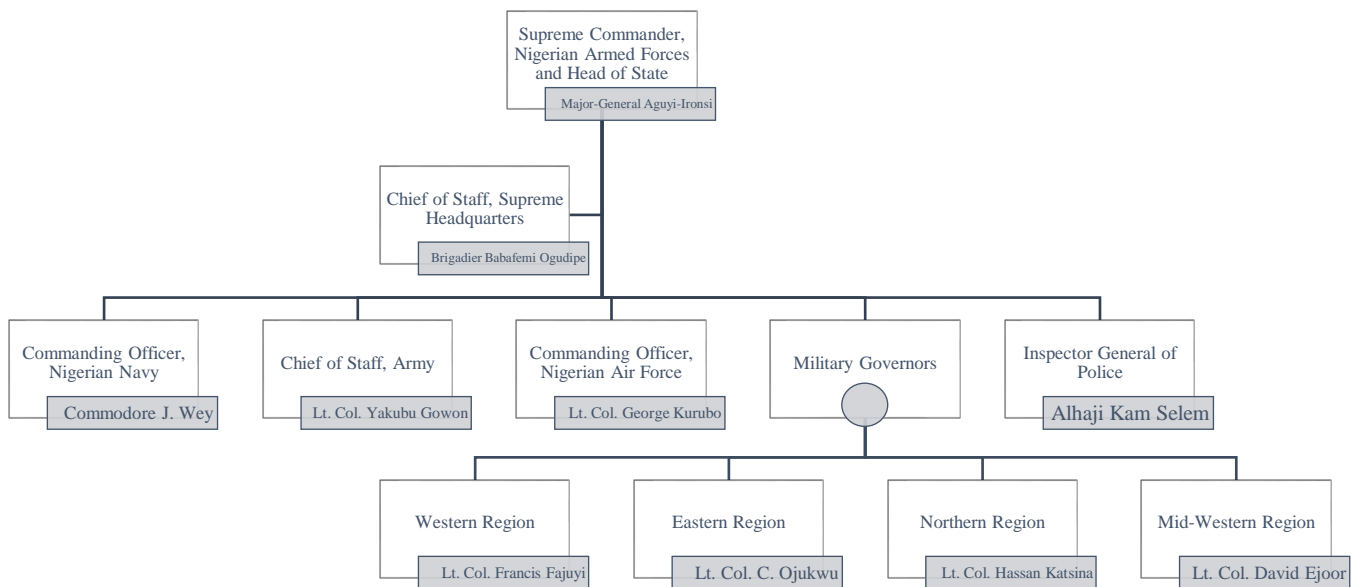 Supreme Commander,
Nigerian Armed Forces
and Head of State
Major-General Aguyi-Ironsi
Chief of Staff, Supreme
Headquarters
Brigadier Babafemi Ogudipe
Commanding Officer,
Nigerian Navy
Commodore J. Wey
Chief of Staff, Army
Lt. Col. Yakubu Gowon
Commanding Officer,
Nigerian Air Force
Lt. Col. George Kurubo
Military Governors
Inspector General of
Police
Alhaji Kam Selem
Western Region
Lt. Col. Francis Fajuyi
Eastern Region
Lt. Col. C. Ojukwu
Northern Region
Lt. Col. Hassan Katsina
Mid-Western Region
Lt. Col. David Ejoor